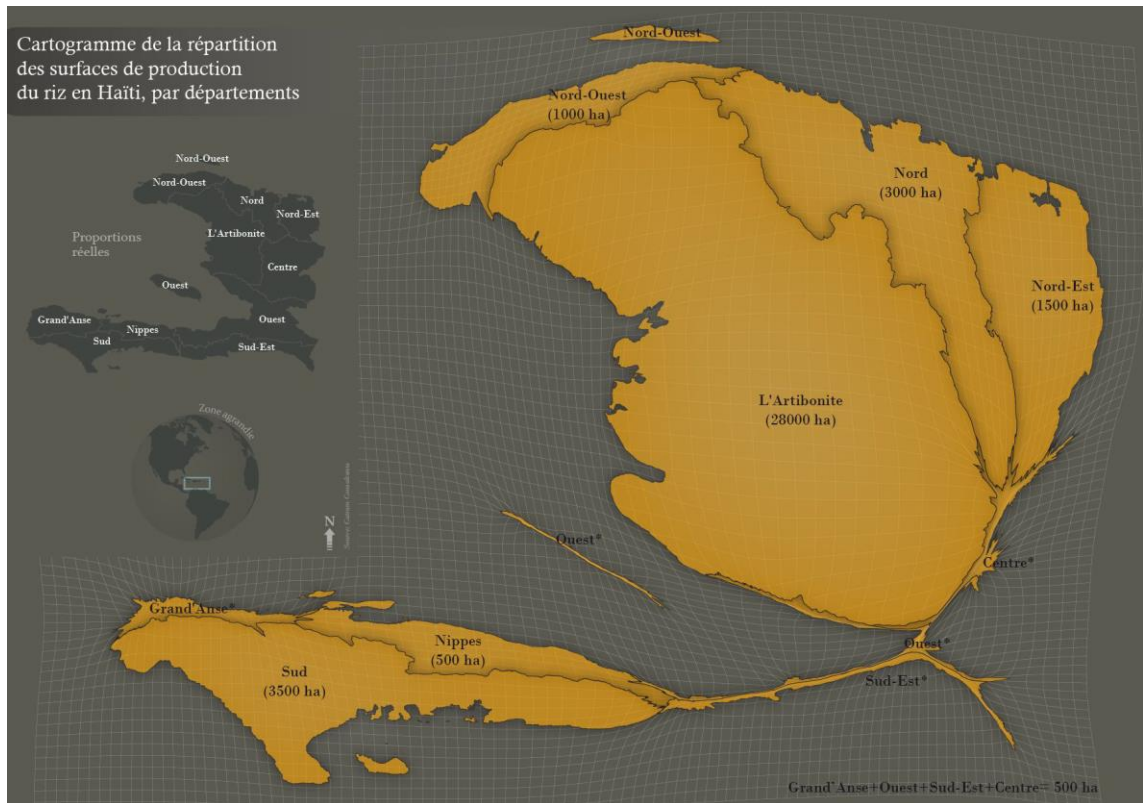 Cartogramme de la répartition
des surfaces de production
du riz en Haïti, par départements
Nord-Ouest
Nord-Ouest
Nord
Nord-Est
L'Artibonite
Proportions
réelles
Centre
Ouest
Ouest
Grand'Anse
Nippes
Sud
Sud-Est
Zone agrandie
N
Nord-Ouest
Nord-Ouest
(1000 ha)
Nord
(3000 ha)
Nord-Est
(1500 ha)
L'Artibonite
(28000 ha)
Ouest*
Centre*
Grand'Anse*
Nippes
(500 ha)
Ouest*
Sud
(3500 ha)
Sud-Est*
Grand'Anse+Ouest+Sud-Est+Centre= 500 ha